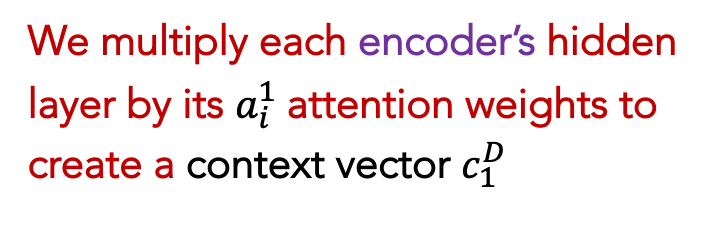 We multiply each encoder’s hidden
layer by its $a_i^1$ attention weights to
create a context vector $c_1^D$